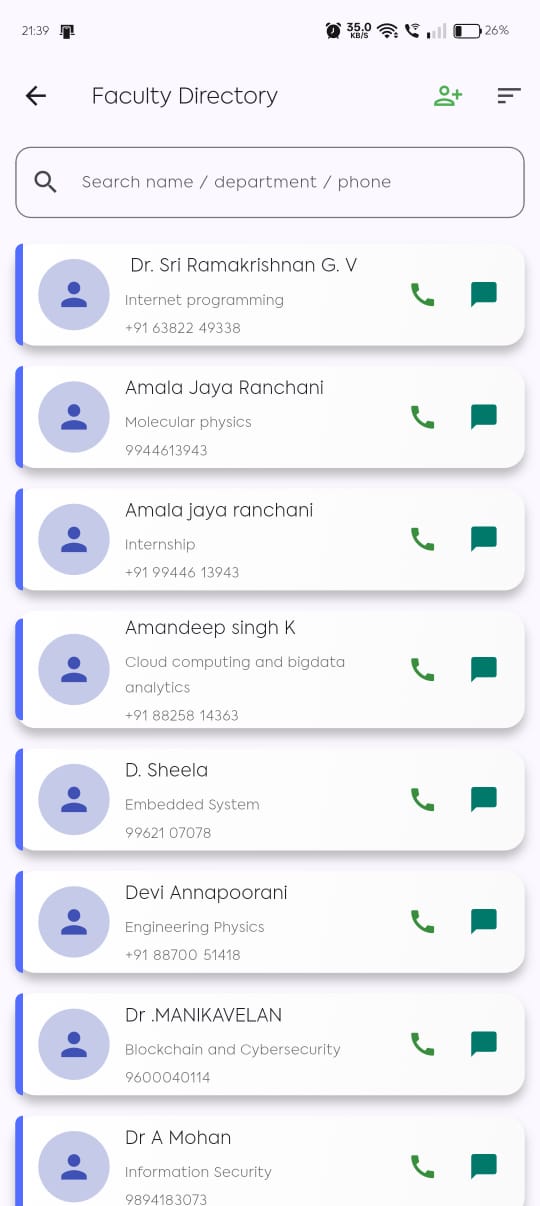 21:39
35.0
KB/S
26%
Faculty Directory
Search name / department / phone
Dr. Sri Ramakrishnan G. V
Internet programming
+91 63822 49338
Amala Jaya Ranchani
Molecular physics
9944613943
Amala jaya ranchani
Internship
+91 99446 13943
Amandeep singh K
Cloud computing and bigdata
analytics
+91 88258 14363
D. Sheela
Embedded System
99621 07078
Devi Annapoorani
Engineering Physics
+91 88700 51418
Dr .MANIKAVELAN
Blockchain and Cybersecurity
9600040114
Dr A Mohan
Information Security
9894183073